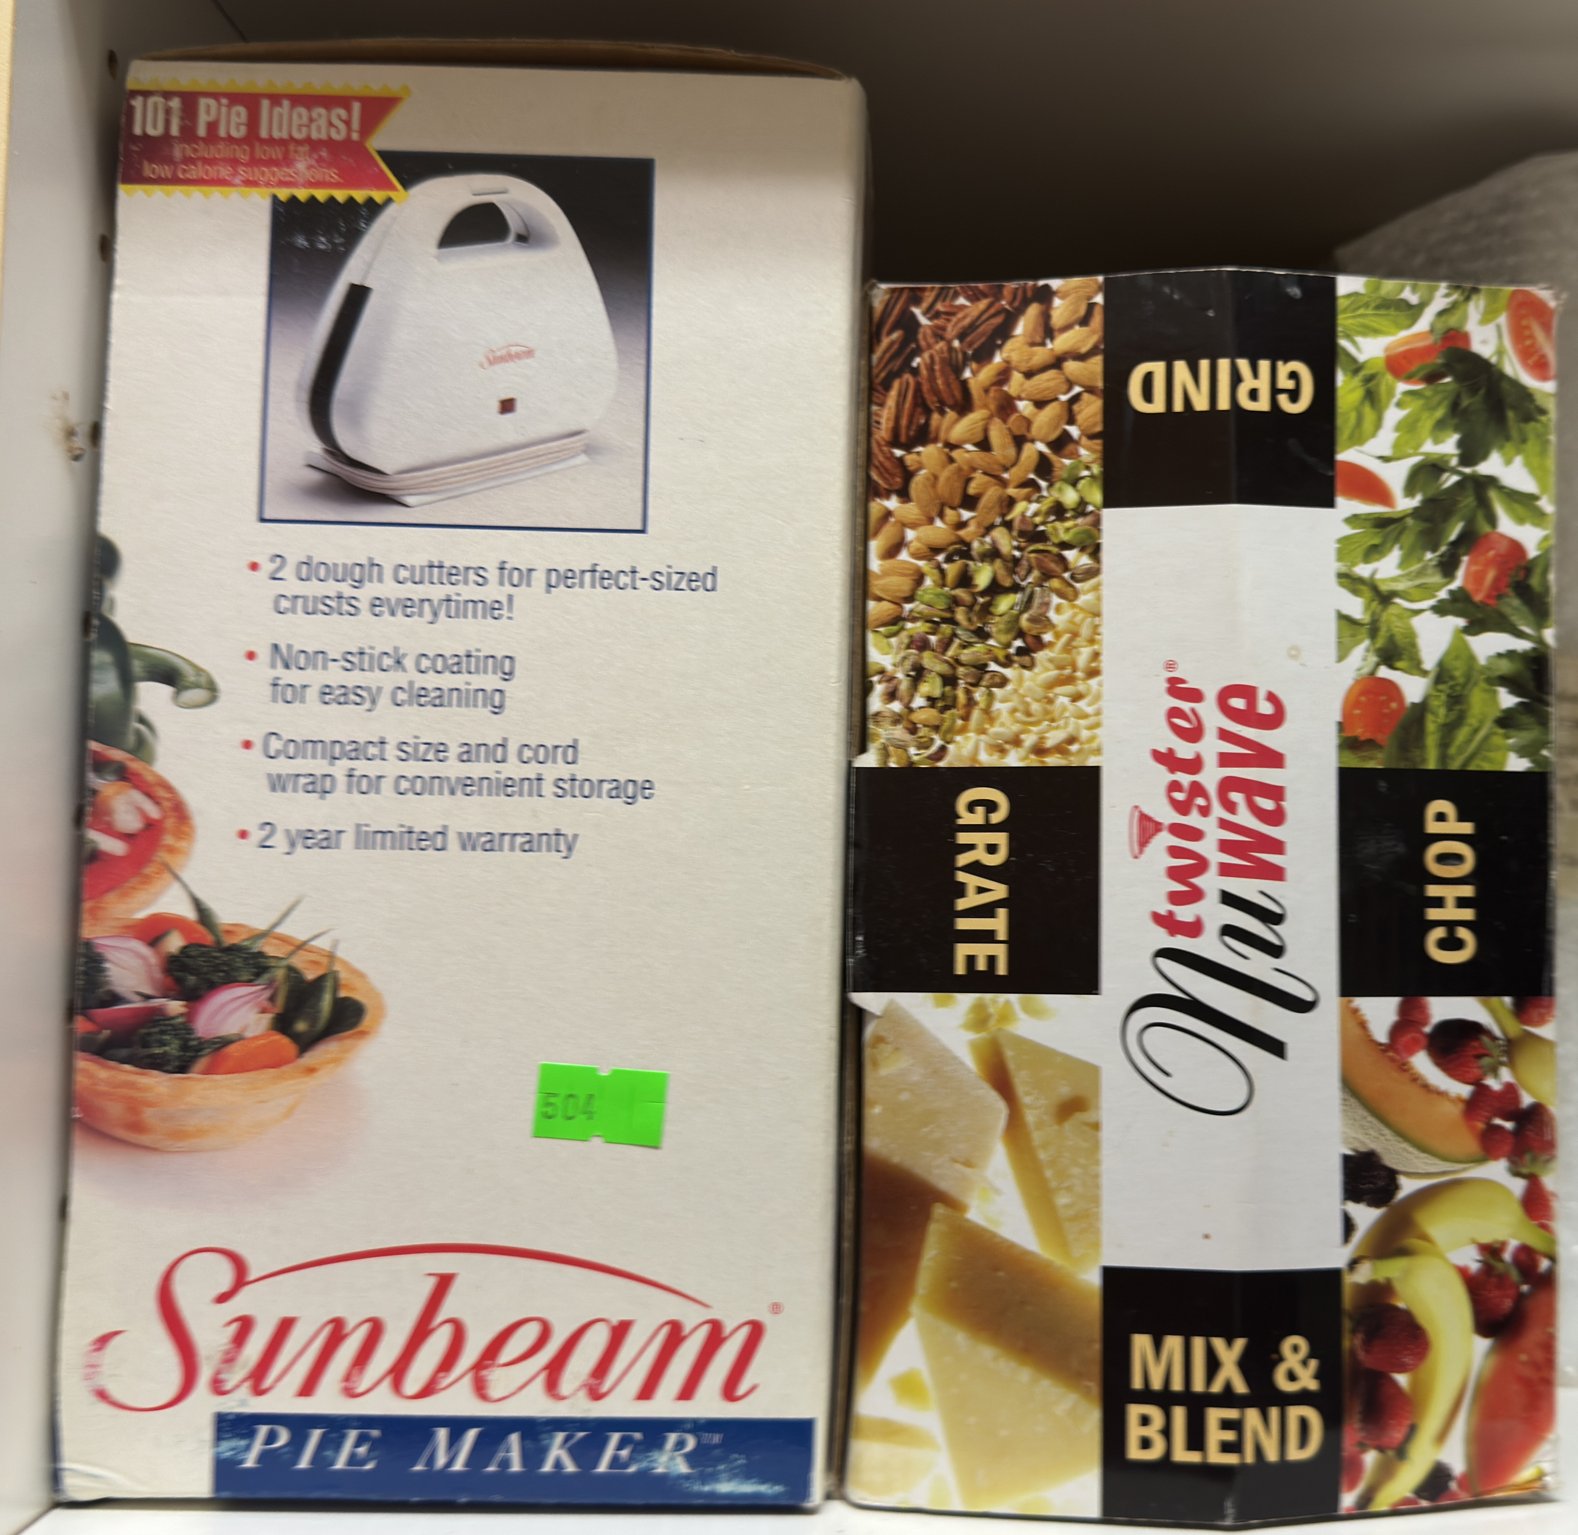 101 Pie Ideas!
including low fat,
low calorie suggestions.
Sunbeam
• 2 dough cutters for perfect-sized
crusts everytime!
• Non-stick coating
for easy cleaning
• Compact size and cord
wrap for convenient storage
• 2 year limited warranty
504
Sunbeam®
PIE MAKER™
GRIND
GRATE
twister®
nuwave
CHOP
MIX &
BLEND